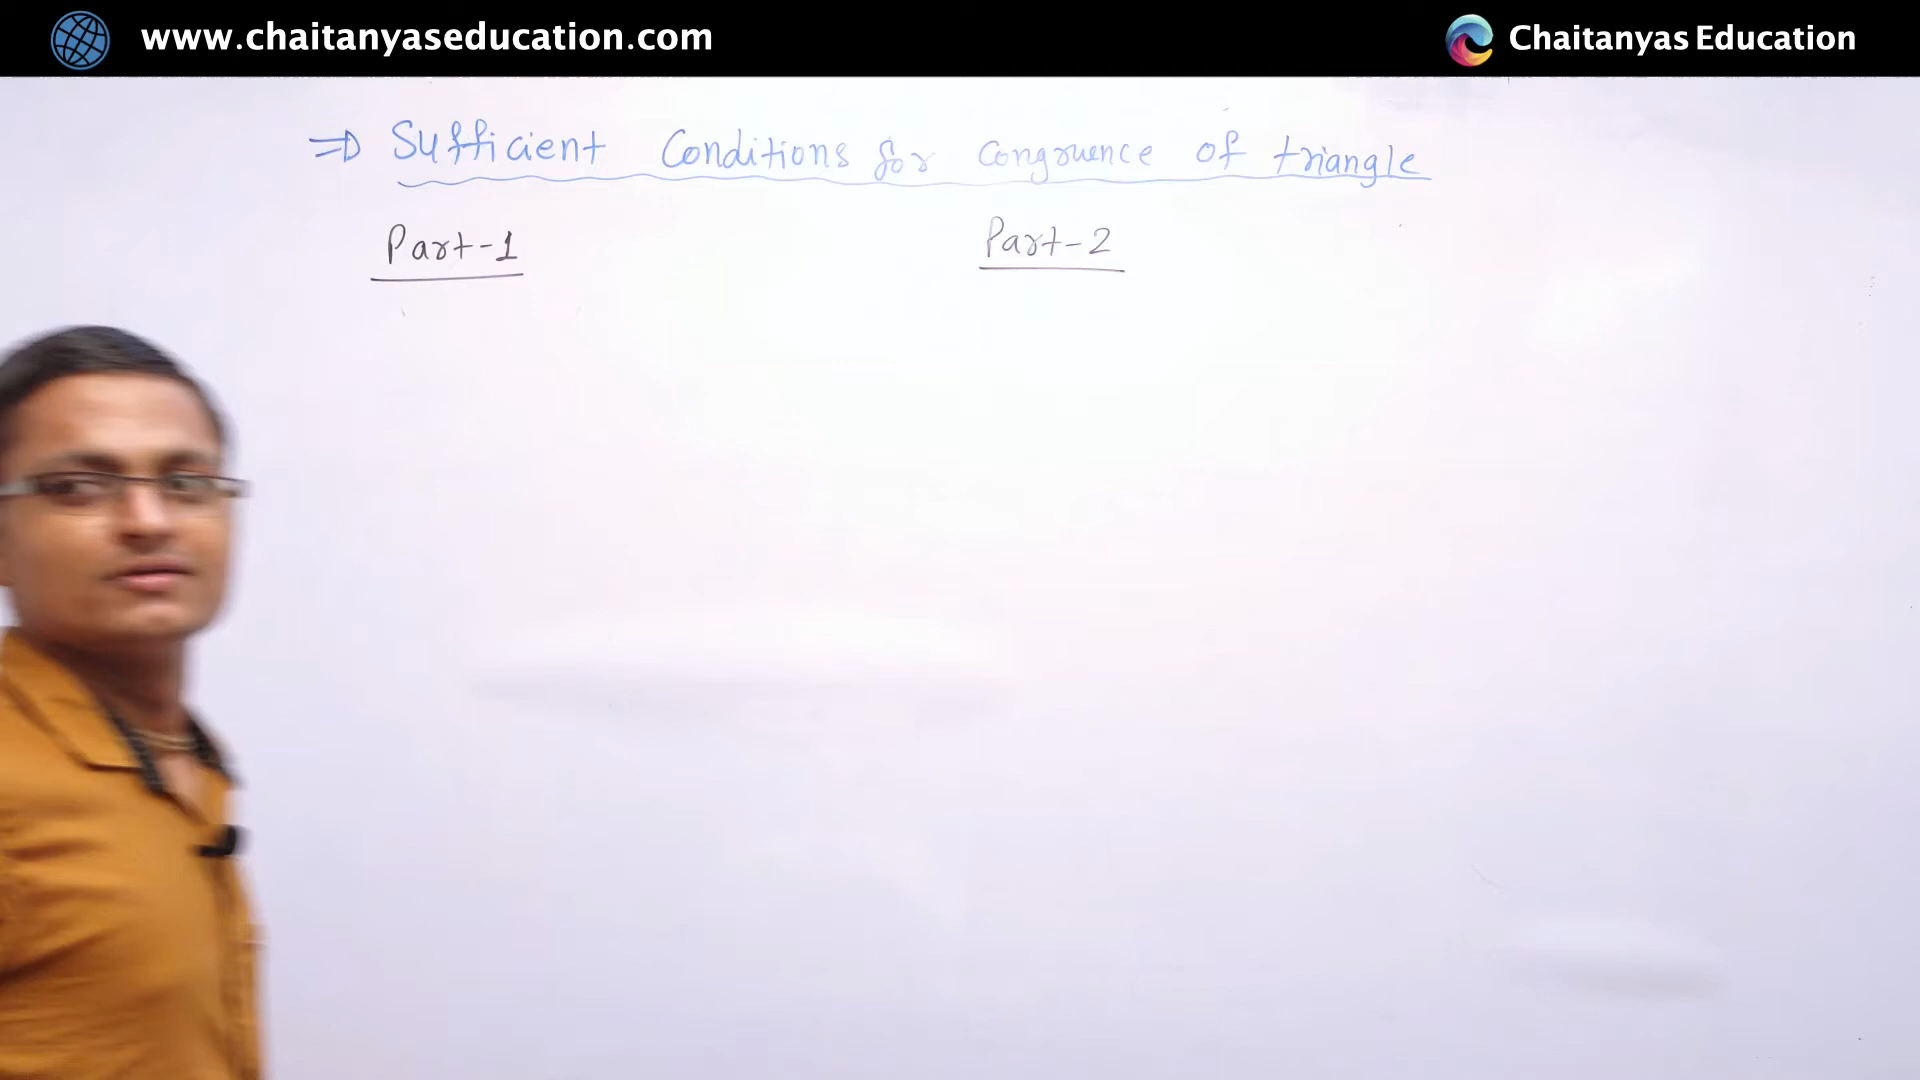 www.chaitanyaseducation.com
Chaitanyas Education
⇒ Sufficient Conditions for congruence of triangle
Part-1
Part-2